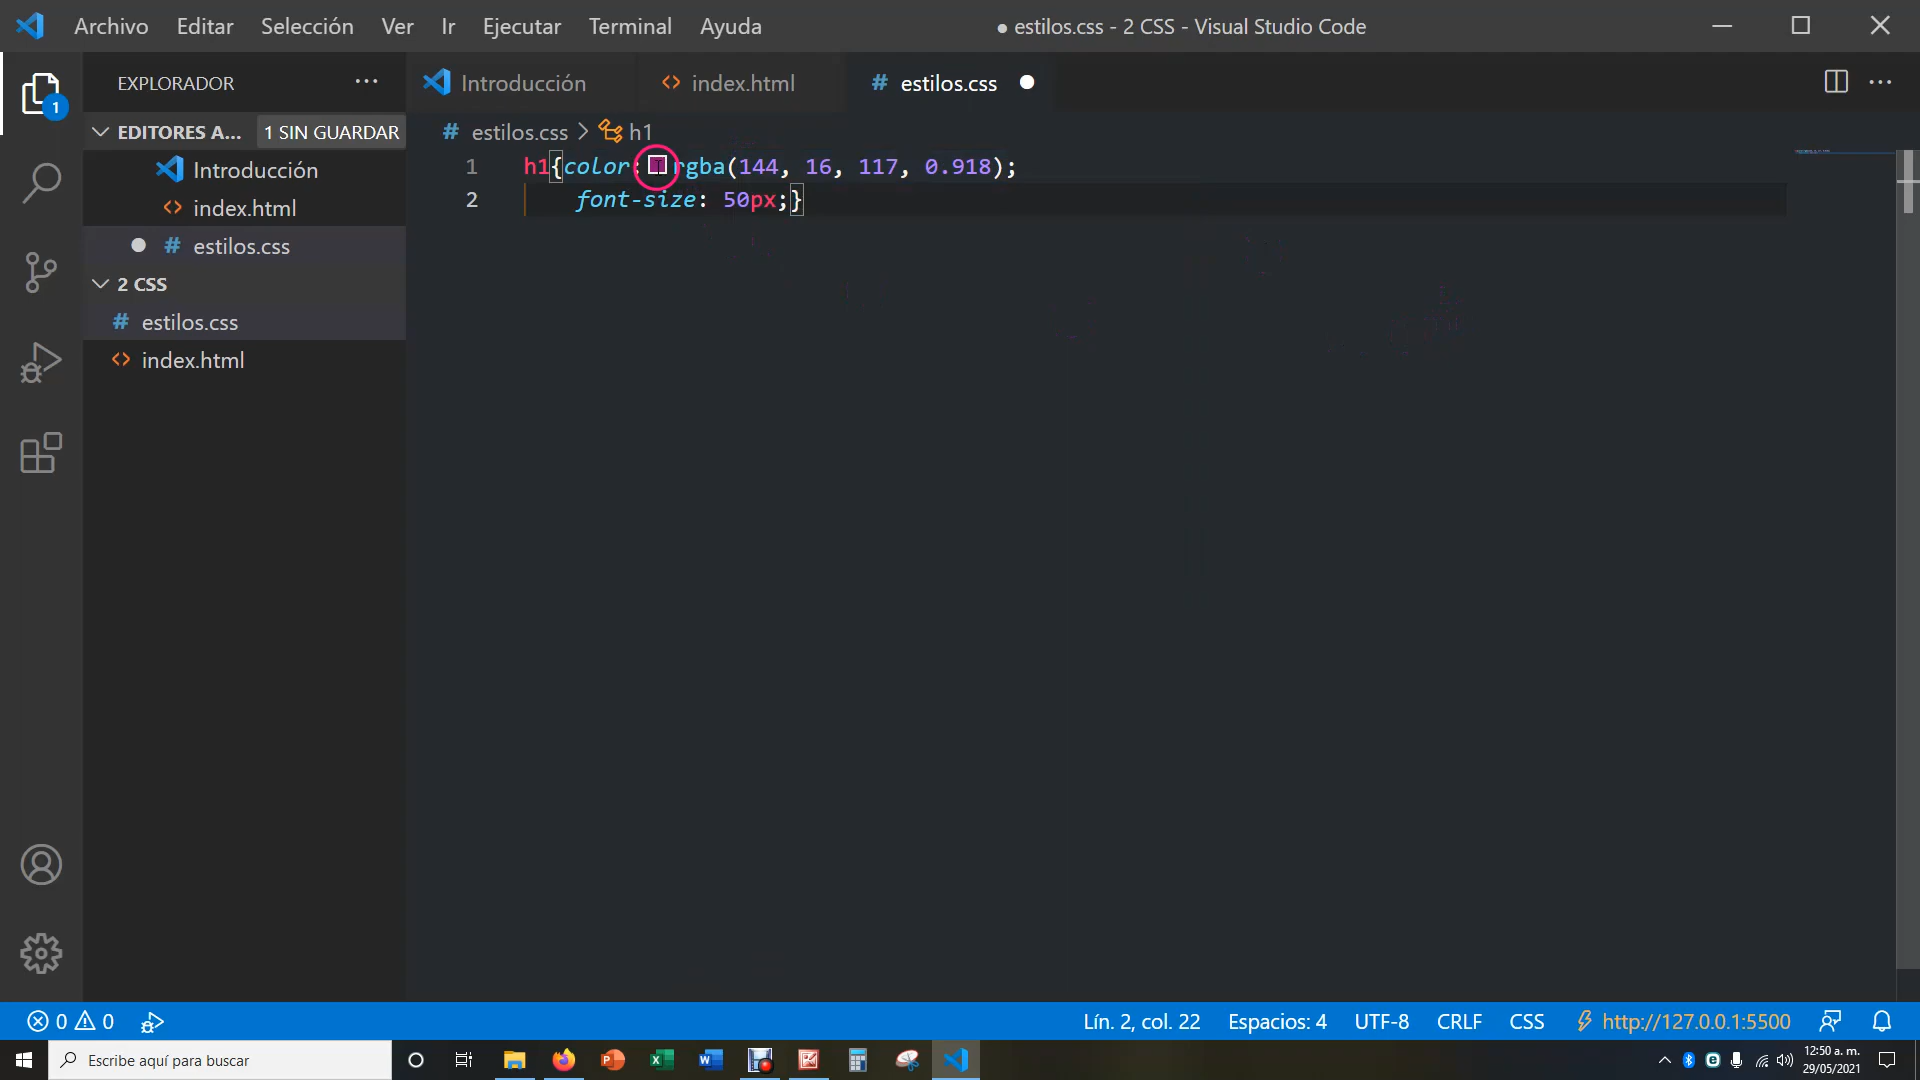 Archivo Editar Selección Ver Ir Ejecutar Terminal Ayuda ● estilos.css - 2 CSS - Visual Studio Code
EXPLORADOR ···
Introducción <> index.html # estilos.css ●
EDITORES A... 1 SIN GUARDAR
# estilos.css > h1
Introducción
<> index.html
● # estilos.css
2 CSS
# estilos.css
<> index.html
1 h1{color: rgba(144, 16, 117, 0.918);
2 font-size: 50px;}
1
0 0 Lín. 2, col. 22 Espacios: 4 UTF-8 CRLF CSS http://127.0.0.1:5500
Escribe aquí para buscar
12:50 a. m.
29/05/2021